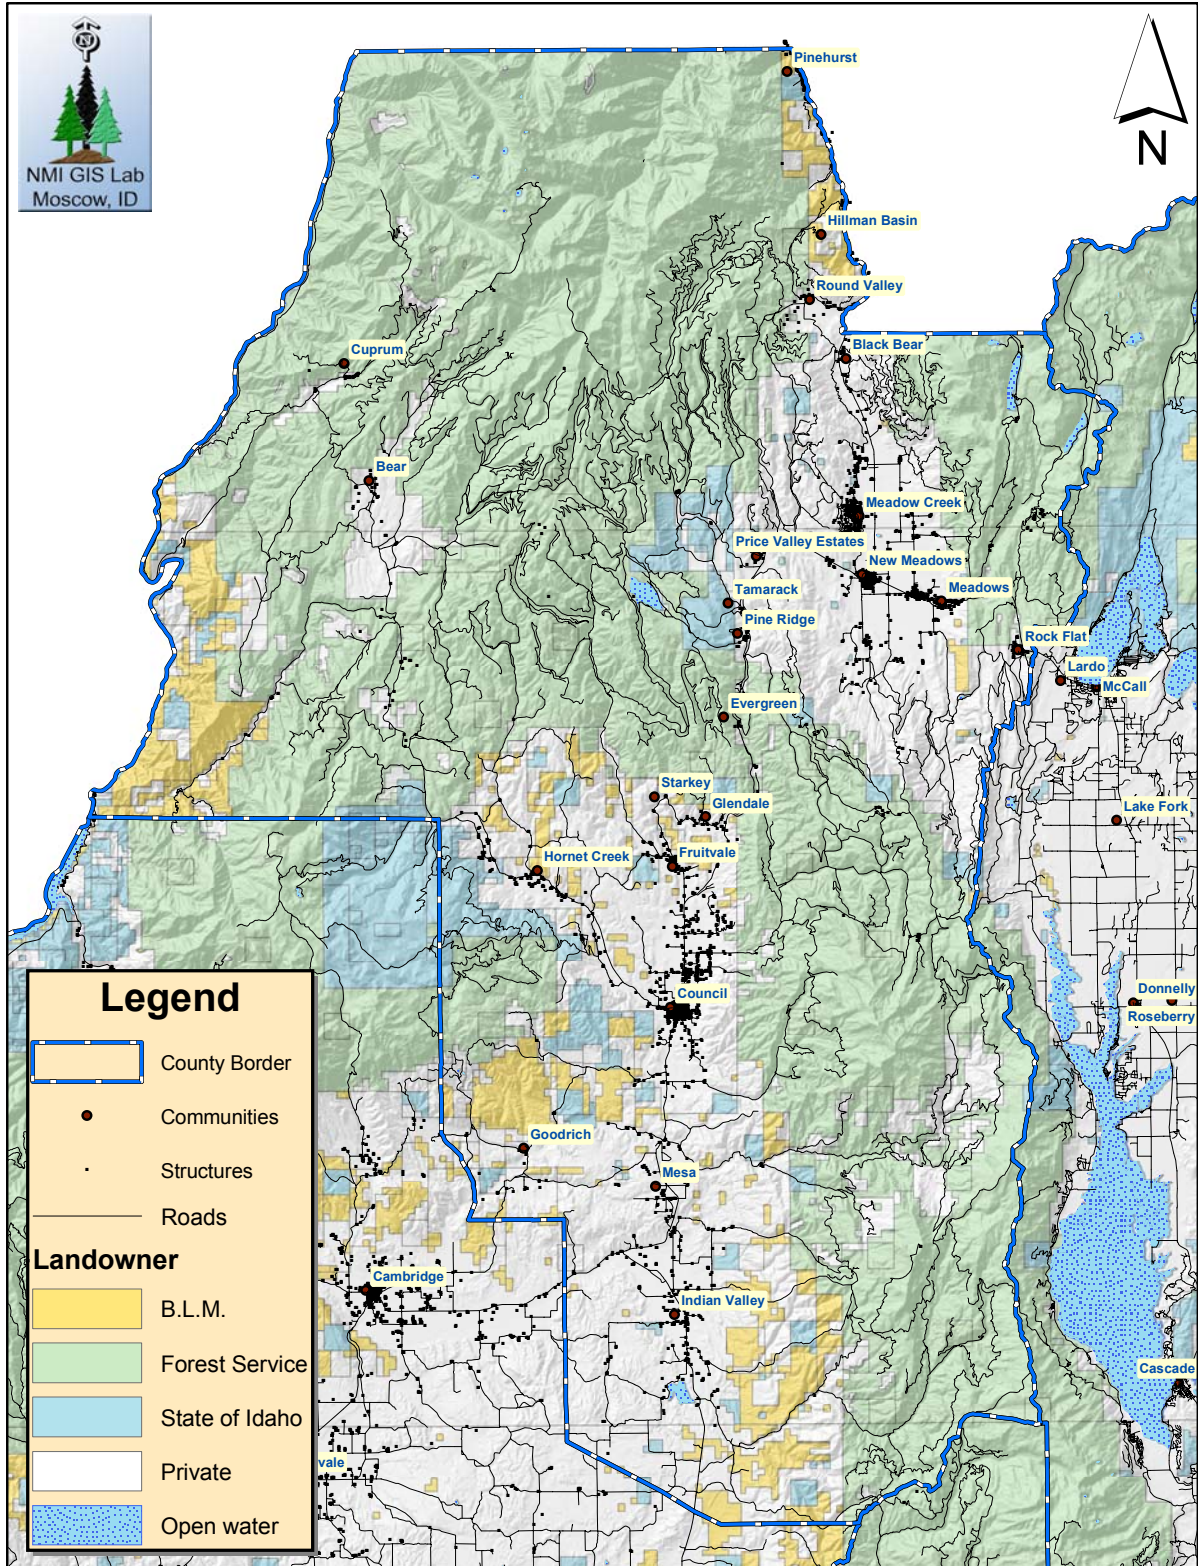 NMI GIS Lab
Moscow, ID
N
N
Pinehurst
Hillman Basin
Round Valley
Black Bear
Cuprum
Bear
Meadow Creek
Price Valley Estates
New Meadows
Tamarack
Meadows
Pine Ridge
Rock Flat
Lardo
McCall
Evergreen
Starkey
Glendale
Lake Fork
Hornet Creek
Fruitvale
Council
Donnelly
Roseberry
Goodrich
Mesa
Cambridge
Indian Valley
Cascade
vale
Legend
County Border
Communities
Structures
Roads
Landowner
B.L.M.
Forest Service
State of Idaho
Private
Open water